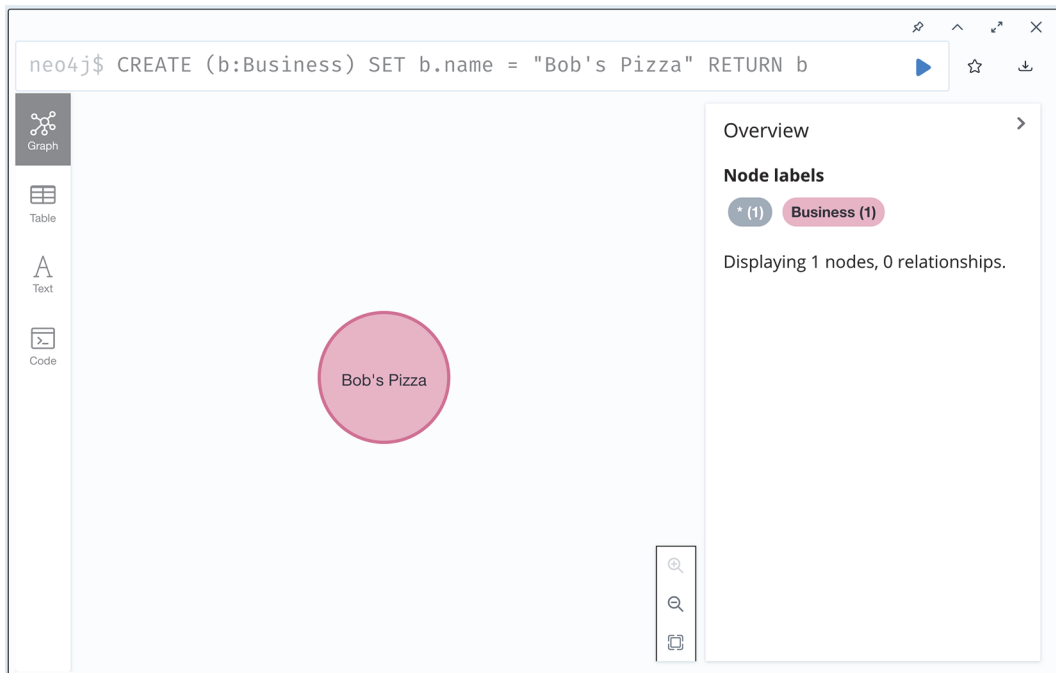 neo4j$ CREATE (b:Business) SET b.name = "Bob's Pizza" RETURN b
Graph
Table
Text
Code
Bob's Pizza
Overview
Node labels
* (1) Business (1)
Displaying 1 nodes, 0 relationships.